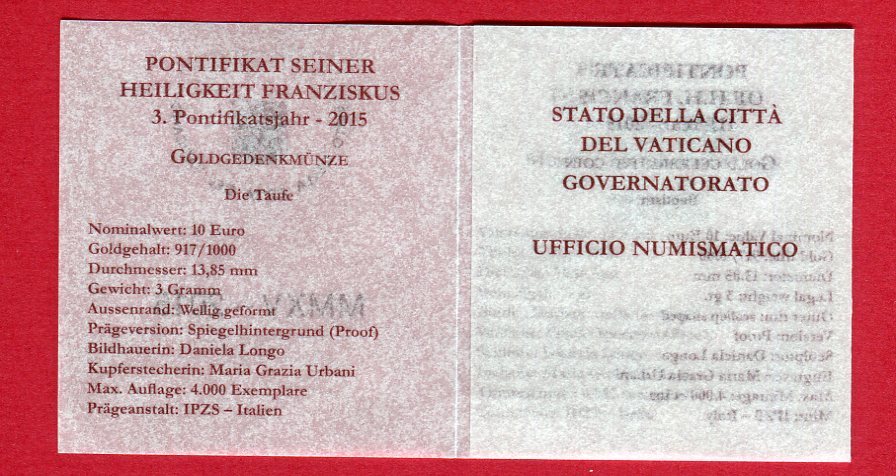 PONTIFIKAT SEINER
HEILIGKEIT FRANZISKUS
3. Pontifikatsjahr - 2015
GOLDGEDENKMÜNZE
Die Taufe
Nominalwert: 10 Euro
Goldgehalt: 917/1000
Durchmesser: 13,85 mm
Gewicht: 3 Gramm
Aussenrand: Wellig geformt
Prägeversion: Spiegelhintergrund (Proof)
Bildhauerin: Daniela Longo
Kupferstecherin: Maria Grazia Urbani
Max. Auflage: 4.000 Exemplare
Prägeanstalt: IPZS – Italien
STATO DELLA CITTÀ
DEL VATICANO
GOVERNATORATO
UFFICIO NUMISMATICO